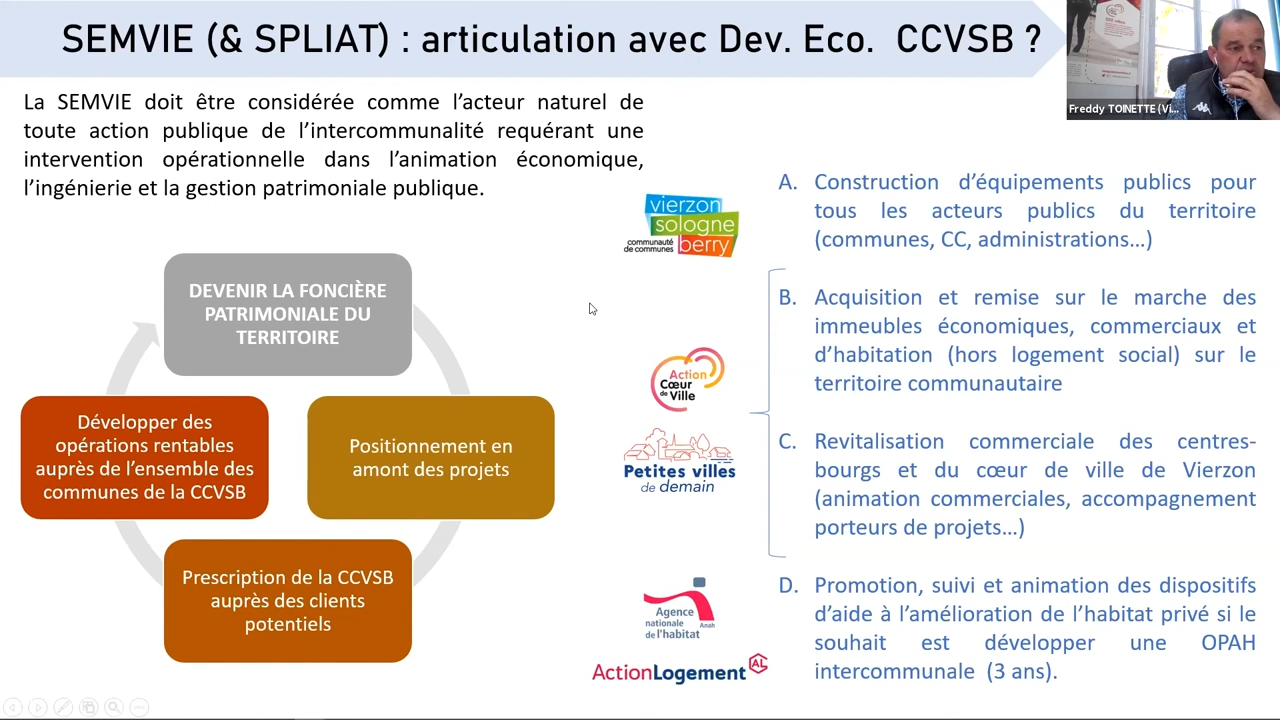 SEMVIE (& SPLIAT) : articulation avec Dev. Eco. CCVSB ?
Freddy TOINETTE (Vi...
La SEMVIE doit être considérée comme l'acteur naturel de
toute action publique de l'intercommunalité requérant une
intervention opérationnelle dans l'animation économique,
l'ingénierie et la gestion patrimoniale publique.
DEVENIR LA FONCIÈRE
PATRIMONIALE DU
TERRITOIRE
Positionnement en
amont des projets
Prescription de la CCVSB
auprès des clients
potentiels
Développer des
opérations rentables
auprès de l'ensemble des
communes de la CCVSB
vierzon
sologne
communauté
de communes
berry
Action
Cœur
de Ville
Petites villes
de demain
Agence
nationale
de l'habitat
Anah
ActionLogement
AL
A. Construction d'équipements publics pour
tous les acteurs publics du territoire
(communes, CC, administrations…)
B. Acquisition et remise sur le marche des
immeubles économiques, commerciaux et
d'habitation (hors logement social) sur le
territoire communautaire
C. Revitalisation commerciale des centres-
bourgs et du cœur de ville de Vierzon
(animation commerciales, accompagnement
porteurs de projets…)
D. Promotion, suivi et animation des dispositifs
d'aide à l'amélioration de l'habitat privé si le
souhait est développer une OPAH
intercommunale (3 ans).